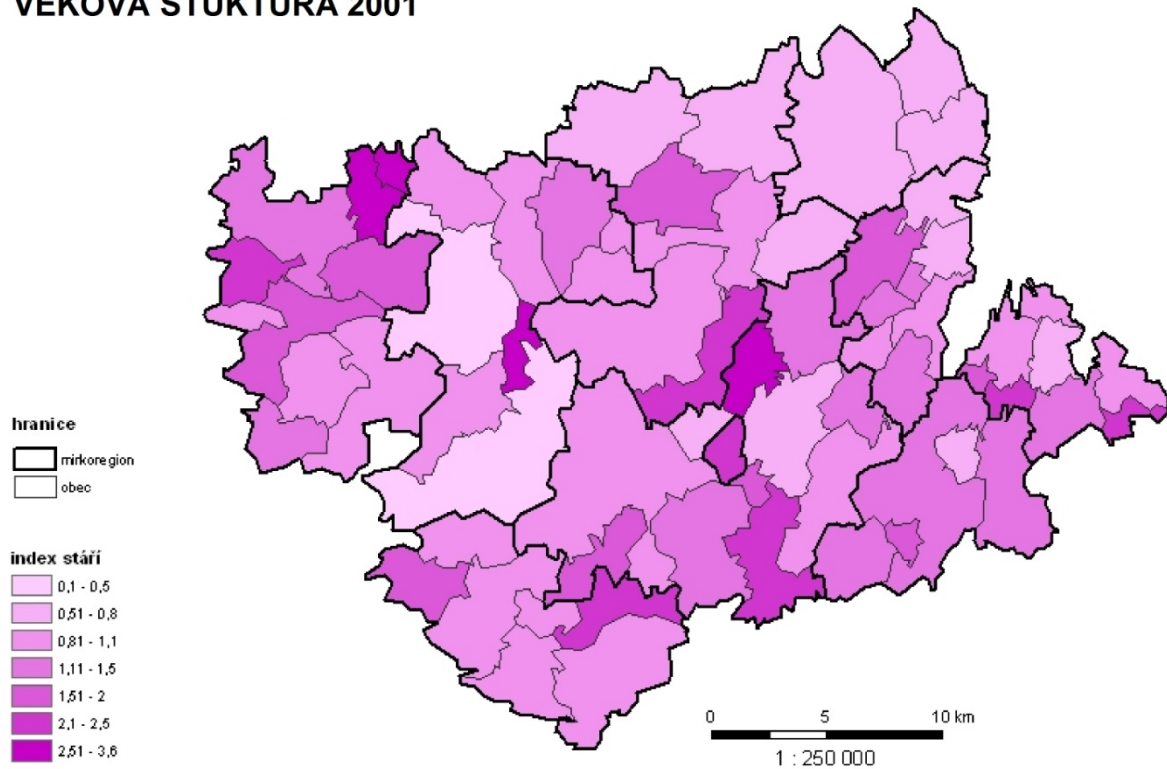 VĚKOVÁ STUKTURA 2001
hranice
mirkoregion
obec
index stáří
0,1 - 0,5
0,51 - 0,8
0,81 - 1,1
1,11 - 1,5
1,51 - 2
2,1 - 2,5
2,51 - 3,6
0 5 10 km
1 : 250 000